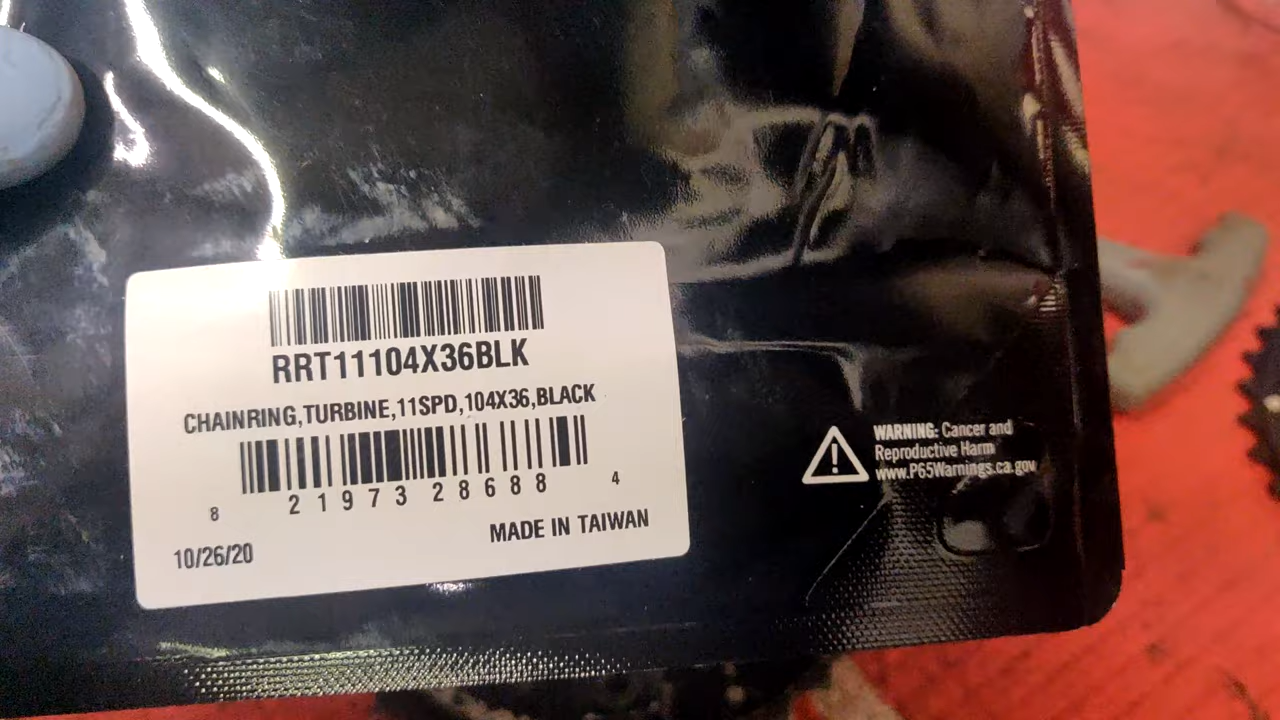 RRT11104X36BLK
CHAINRING,TURBINE,11SPD,104X36,BLACK
8 21973 28688 4
MADE IN TAIWAN
10/26/20
WARNING: Cancer and
Reproductive Harm
www.P65Warnings.ca.gov